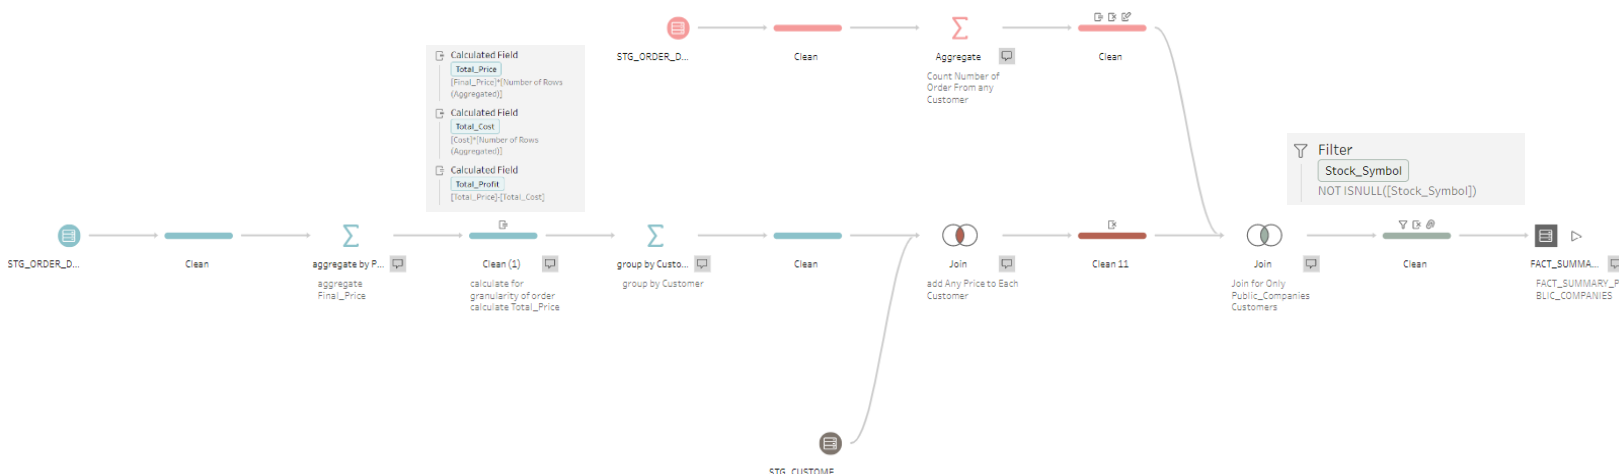 STG_ORDER_D...
Clean
Aggregate
Count Number of
Order From any
Customer
Clean
Calculated Field
Total_Price
[Final_Price]*[Number of Rows
(Aggregated)]
Calculated Field
Total_Cost
[Cost]*[Number of Rows
(Aggregated)]
Calculated Field
Total_Profit
[Total_Price]-[Total_Cost]
Filter
Stock_Symbol
NOT ISNULL([Stock_Symbol])
STG_ORDER_D...
Clean
aggregate by P...
aggregate
Final_Price
Clean (1)
calculate for
granularity of order
calculate Total_Price
group by Custo...
group by Customer
Clean
Join
add Any Price to Each
Customer
Clean 11
Join
Join for Only
Public_Companies
Customers
Clean
FACT_SUMMA...
FACT_SUMMARY_P
BLIC_COMPANIES
STG_CUSTOME